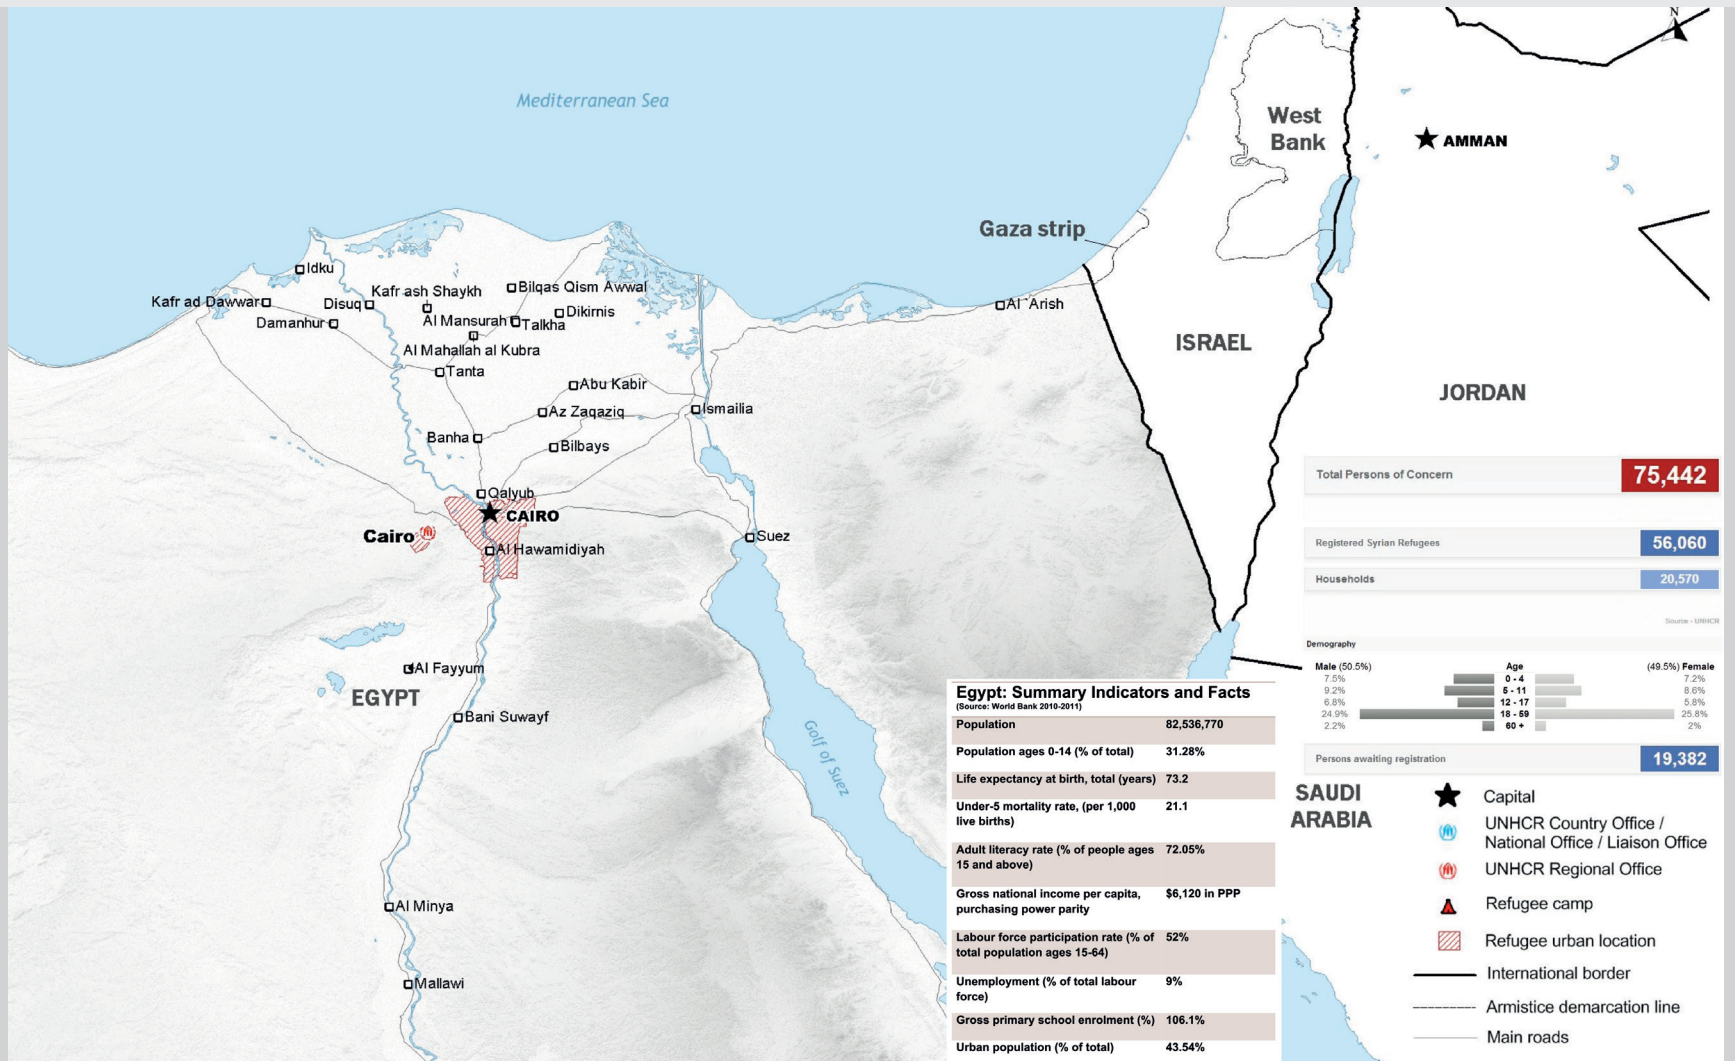 N
Mediterranean Sea
West
Bank
AMMAN
Gaza strip
Idku
Kafr ad Dawwar
Disuq
Kafr ash Shaykh
Bilqas Qism Awwal
Damanhur
Al Mansurah
Talkha
Dikirnis
Al `Arish
Al Mahallah al Kubra
Tanta
Abu Kabir
Az Zaqaziq
Ismailia
Banha
Bilbays
ISRAEL
JORDAN
Qalyub
CAIRO
Cairo
Al Hawamidiyah
Suez
Al Fayyum
EGYPT
Bani Suwayf
Golf of Suez
Al Minya
Mallawi
Total Persons of Concern 75,442
Registered Syrian Refugees 56,060
Households 20,570
Source - UNHCR
Demography
Male (50.5%) Age (49.5%) Female
7.5% 0 - 4 7.2%
9.2% 5 - 11 8.6%
6.8% 12 - 17 5.8%
24.9% 18 - 59 25.8%
2.2% 60 + 2%
Persons awaiting registration 19,382
Egypt: Summary Indicators and Facts
(Source: World Bank 2010-2011)
Population 82,536,770
Population ages 0-14 (% of total) 31.28%
Life expectancy at birth, total (years) 73.2
Under-5 mortality rate, (per 1,000 21.1
live births)
Adult literacy rate (% of people ages 72.05%
15 and above)
Gross national income per capita, $6,120 in PPP
purchasing power parity
Labour force participation rate (% of 52%
total population ages 15-64)
Unemployment (% of total labour 9%
force)
Gross primary school enrolment (%) 106.1%
Urban population (% of total) 43.54%
SAUDI
ARABIA
Capital
UNHCR Country Office /
National Office / Liaison Office
UNHCR Regional Office
Refugee camp
Refugee urban location
International border
Armistice demarcation line
Main roads